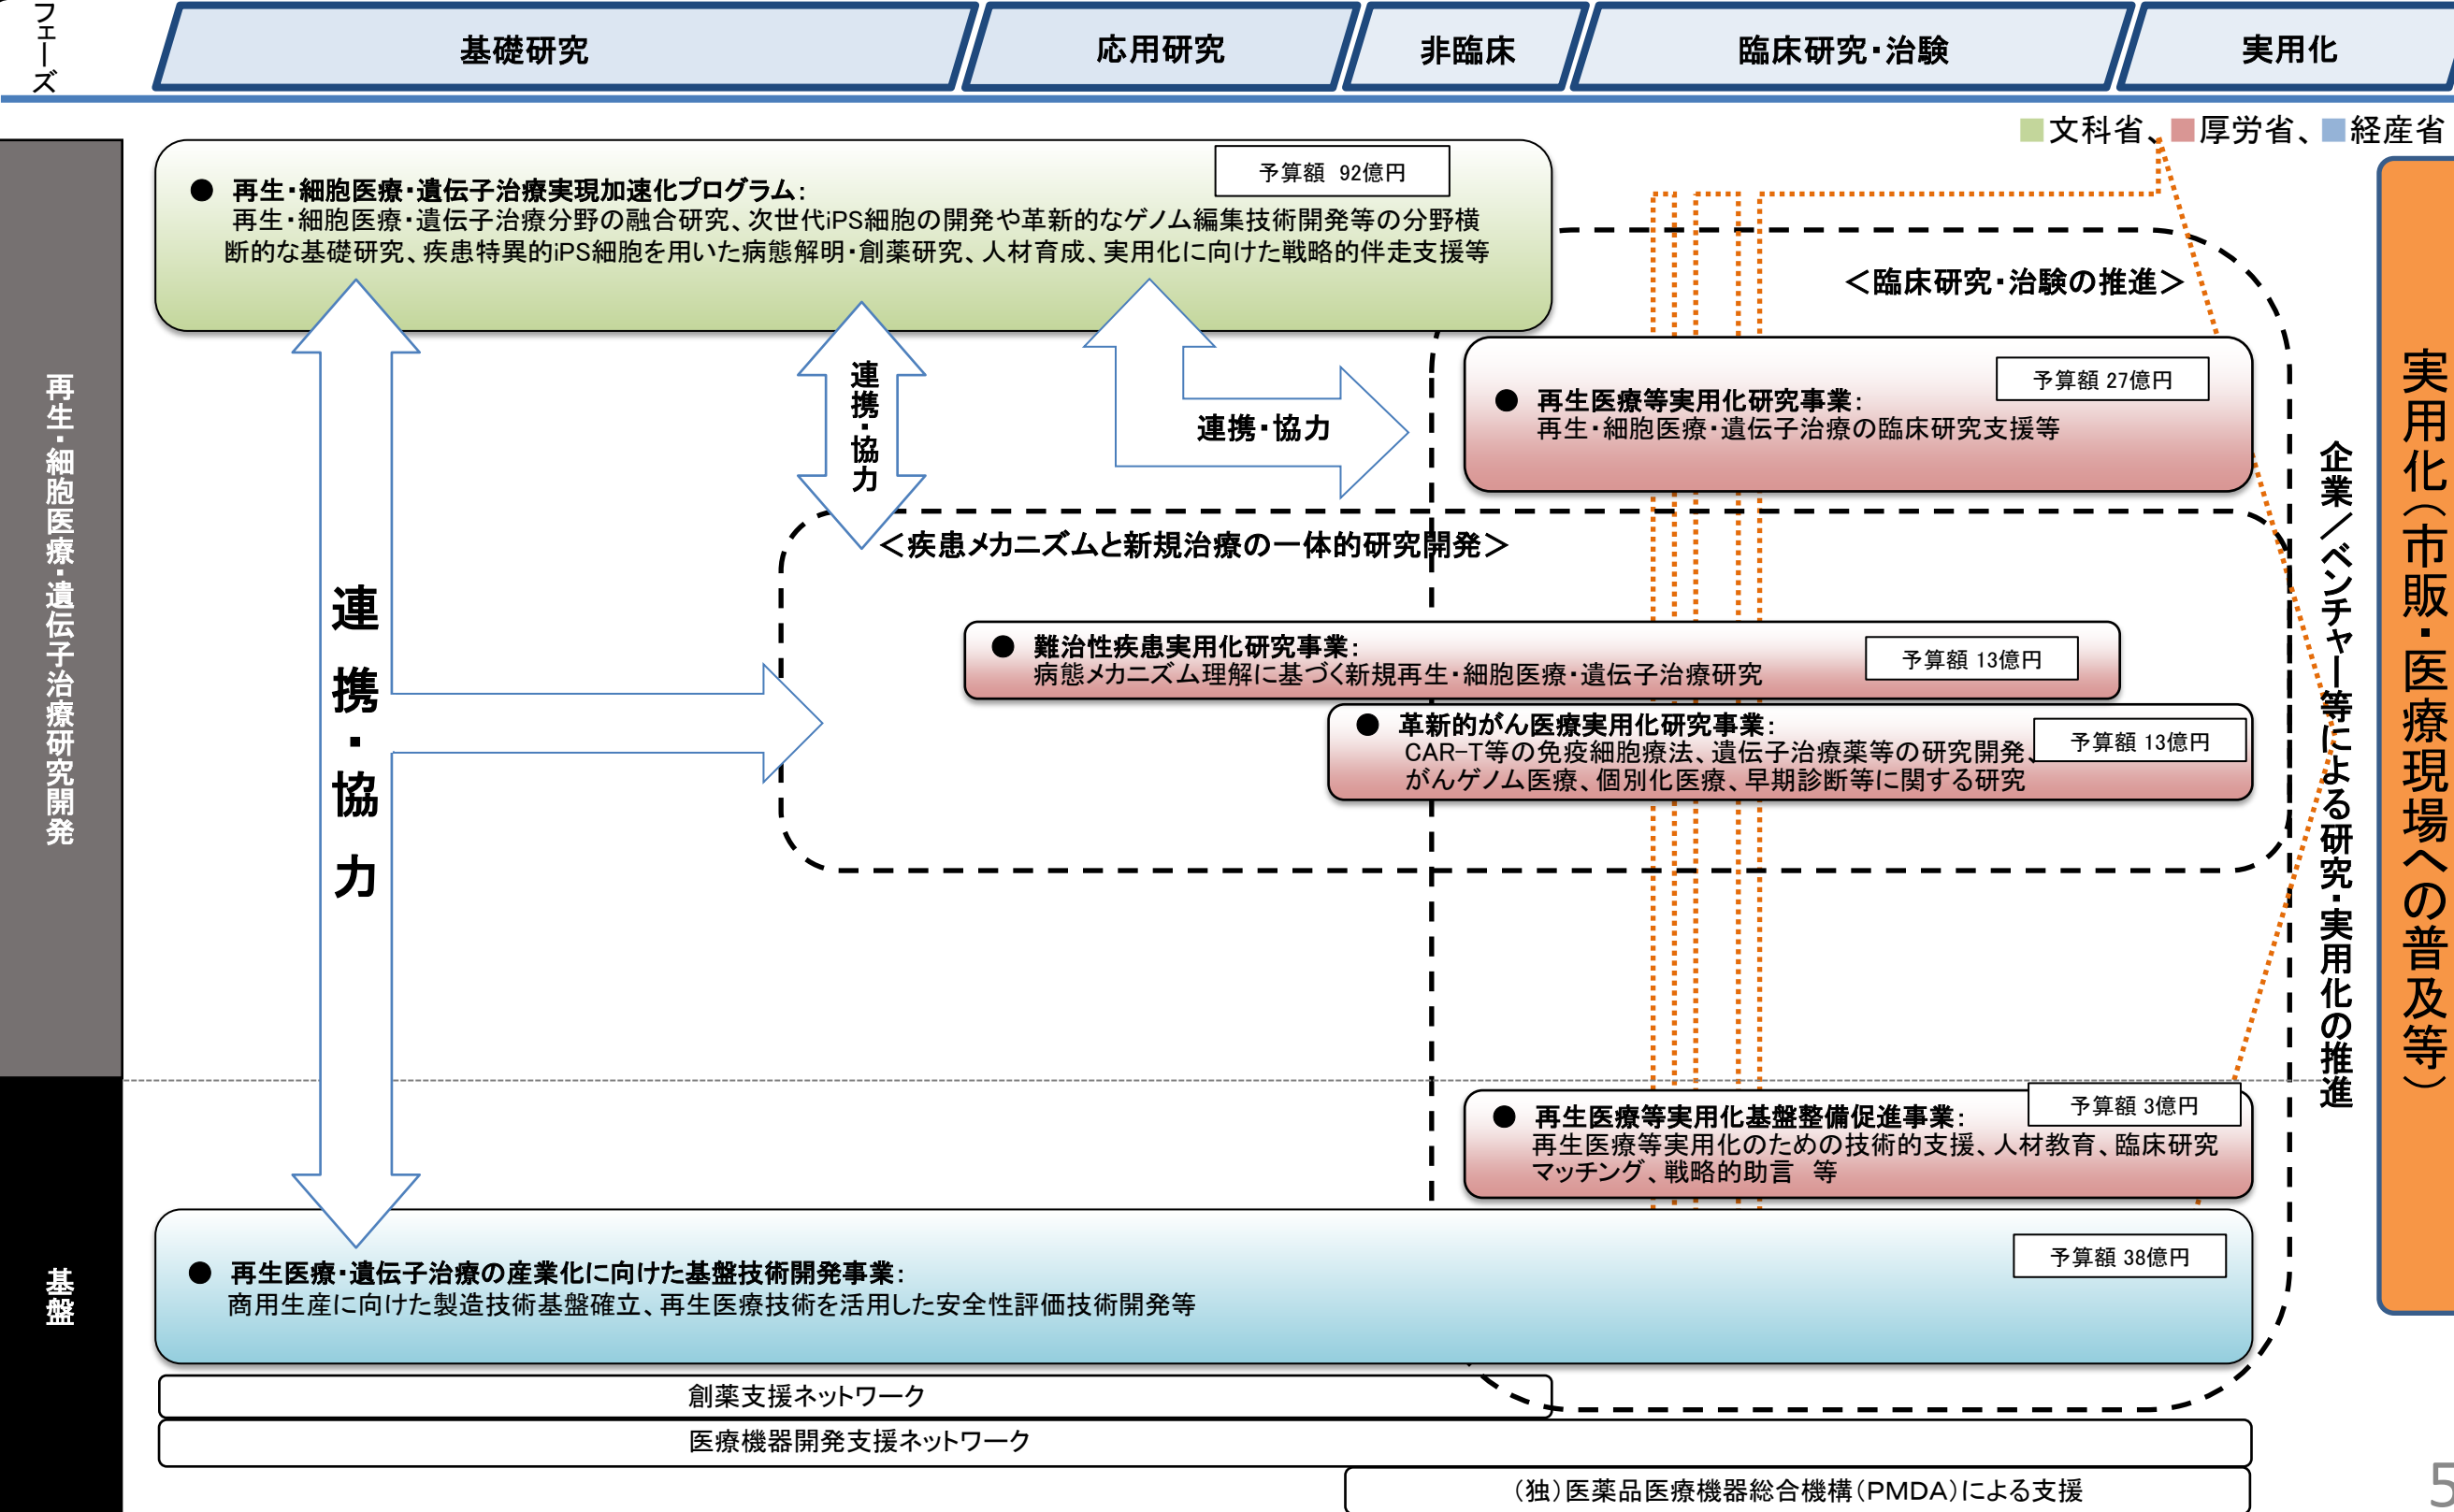 フェーズ
基礎研究
応用研究
非臨床
臨床研究・治験
実用化
文科省、厚労省、経産省
再生・細胞医療・遺伝子治療研究開発
予算額 92億円
● 再生・細胞医療・遺伝子治療実現加速化プログラム：
再生・細胞医療・遺伝子治療分野の融合研究、次世代iPS細胞の開発や革新的なゲノム編集技術開発等の分野横
断的な基礎研究、疾患特異的iPS細胞を用いた病態解明・創薬研究、人材育成、実用化に向けた戦略的伴走支援等
＜臨床研究・治験の推進＞
予算額 27億円
● 再生医療等実用化研究事業：
再生・細胞医療・遺伝子治療の臨床研究支援等
連携・協力
連携・協力
連携・協力
＜疾患メカニズムと新規治療の一体的研究開発＞
● 難治性疾患実用化研究事業：
病態メカニズム理解に基づく新規再生・細胞医療・遺伝子治療研究
予算額 13億円
● 革新的がん医療実用化研究事業：
CAR-T等の免疫細胞療法、遺伝子治療薬等の研究開発、
がんゲノム医療、個別化医療、早期診断等に関する研究
予算額 13億円
企業／ベンチャー等による研究・実用化の推進
実用化（市販・医療現場への普及等）
基盤
予算額 3億円
● 再生医療等実用化基盤整備促進事業：
再生医療等実用化のための技術的支援、人材教育、臨床研究
マッチング、戦略的助言　等
予算額 38億円
● 再生医療・遺伝子治療の産業化に向けた基盤技術開発事業：
商用生産に向けた製造技術基盤確立、再生医療技術を活用した安全性評価技術開発等
創薬支援ネットワーク
医療機器開発支援ネットワーク
（独）医薬品医療機器総合機構（PMDA）による支援
5